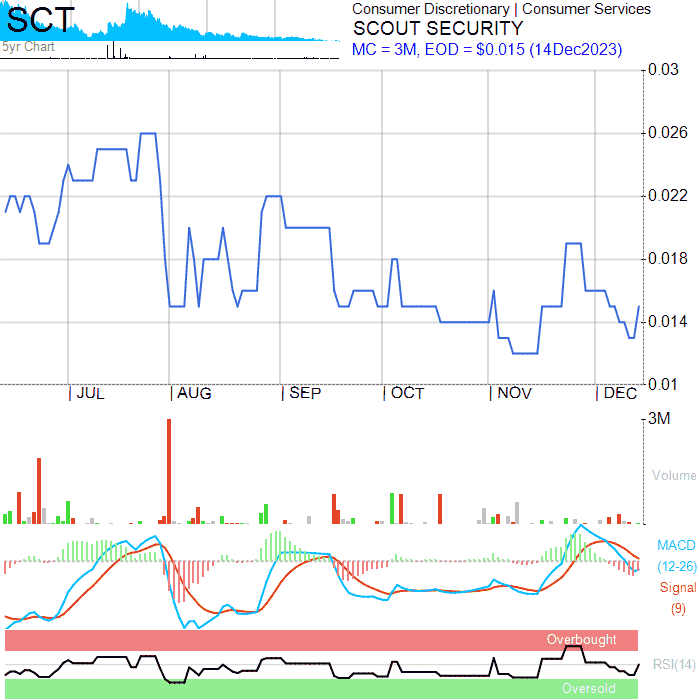 SCT
5yr Chart
Consumer Discretionary | Consumer Services
SCOUT SECURITY
MC = 3M, EOD = $0.015 (14Dec2023)
0.03
0.026
0.022
0.018
0.014
0.01
JUL
AUG
SEP
OCT
NOV
DEC
3M
Volume
MACD
(12-26)
Signal
(9)
Overbought
RSI(14)
Oversold